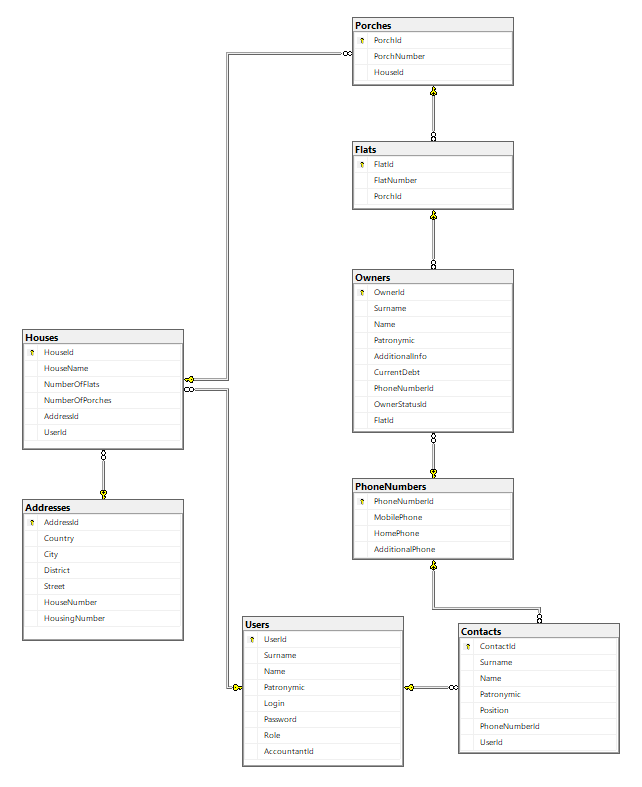 Porches
PorchId
PorchNumber
HouseId
Flats
FlatId
FlatNumber
PorchId
Owners
OwnerId
Surname
Name
Patronymic
AdditionalInfo
CurrentDebt
PhoneNumberId
OwnerStatusId
FlatId
Houses
HouseId
HouseName
NumberOfFlats
NumberOfPorches
AddressId
UserId
PhoneNumbers
PhoneNumberId
MobilePhone
HomePhone
AdditionalPhone
Addresses
AddressId
Country
City
District
Street
HouseNumber
HousingNumber
Users
UserId
Surname
Name
Patronymic
Login
Password
Role
AccountantId
Contacts
ContactId
Surname
Name
Patronymic
Position
PhoneNumberId
UserId